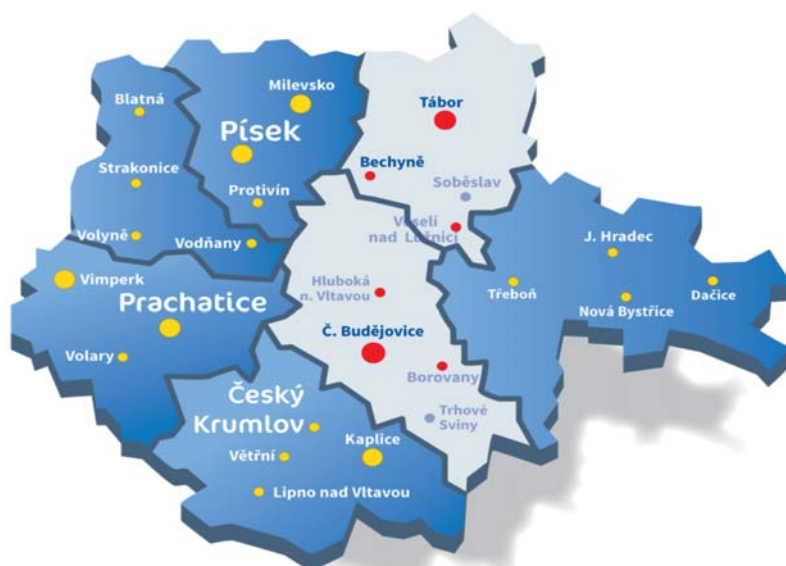 Milevsko
Blatná
Písek
Tábor
Strakonice
Bechyně
Soběslav
Protivín
Veselí
nad Lužnicí
Volyně
Vodňany
J. Hradec
Vimperk
Hluboká
n. Vltavou
Třeboň
Dačice
Prachatice
Nová Bystřice
Č. Budějovice
Volary
Borovany
Český
Krumlov
Trhové
Sviny
Kaplice
Větřní
Lipno nad Vltavou